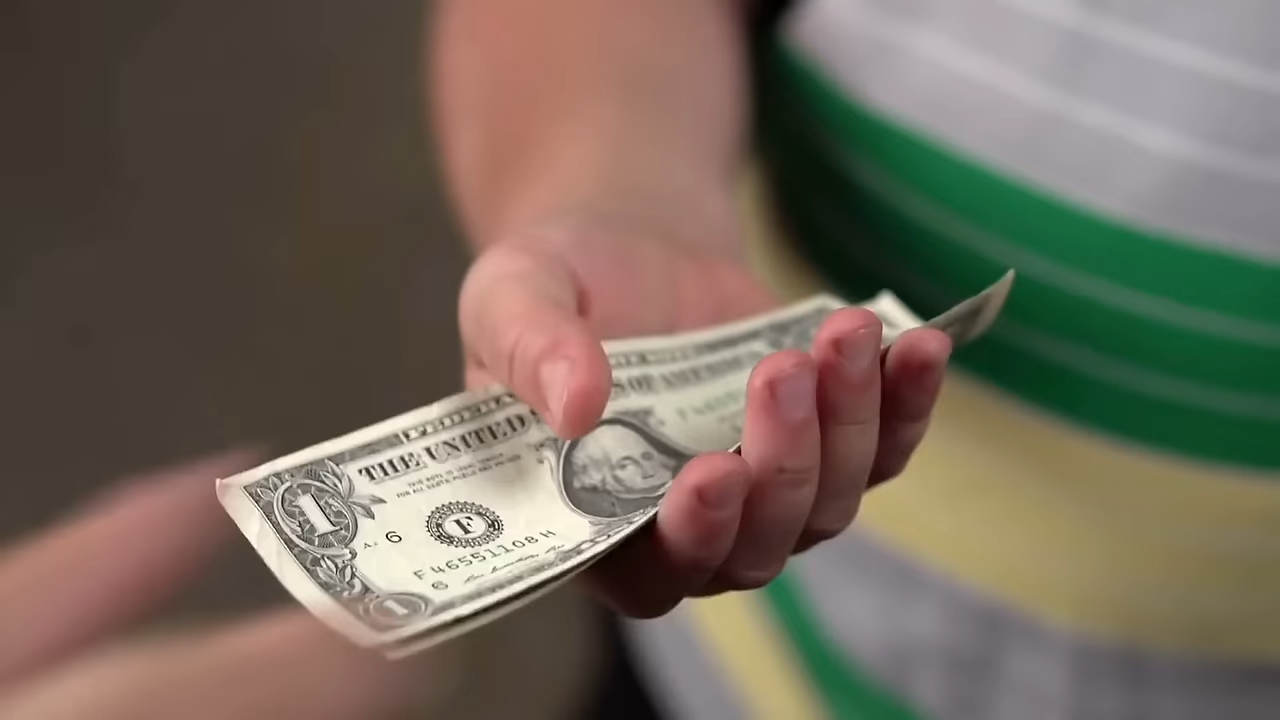 FEDERAL
THE UNITED S OF AMERICA
THIS NOTE IS LEGAL TENDER
FOR ALL DEBTS, PUBLIC AND PRIVATE
1
6
F
F 46551108 H
6
1